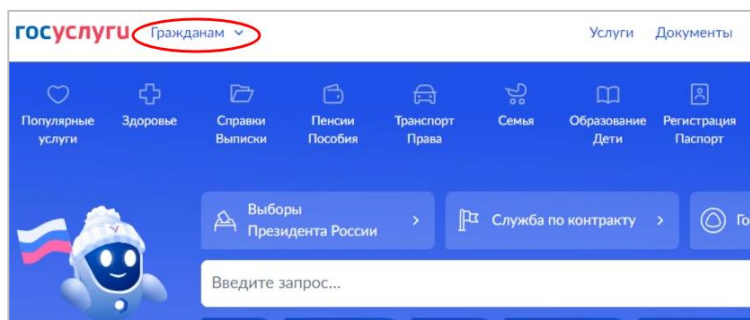 госуслуги Гражданам Услуги Документы
Популярные услуги
Здоровье
Справки Выписки
Пенсии Пособия
Транспорт Права
Семья
Образование Дети
Регистрация Паспорт
Выборы
Президента России
Служба по контракту
Го
Введите запрос...